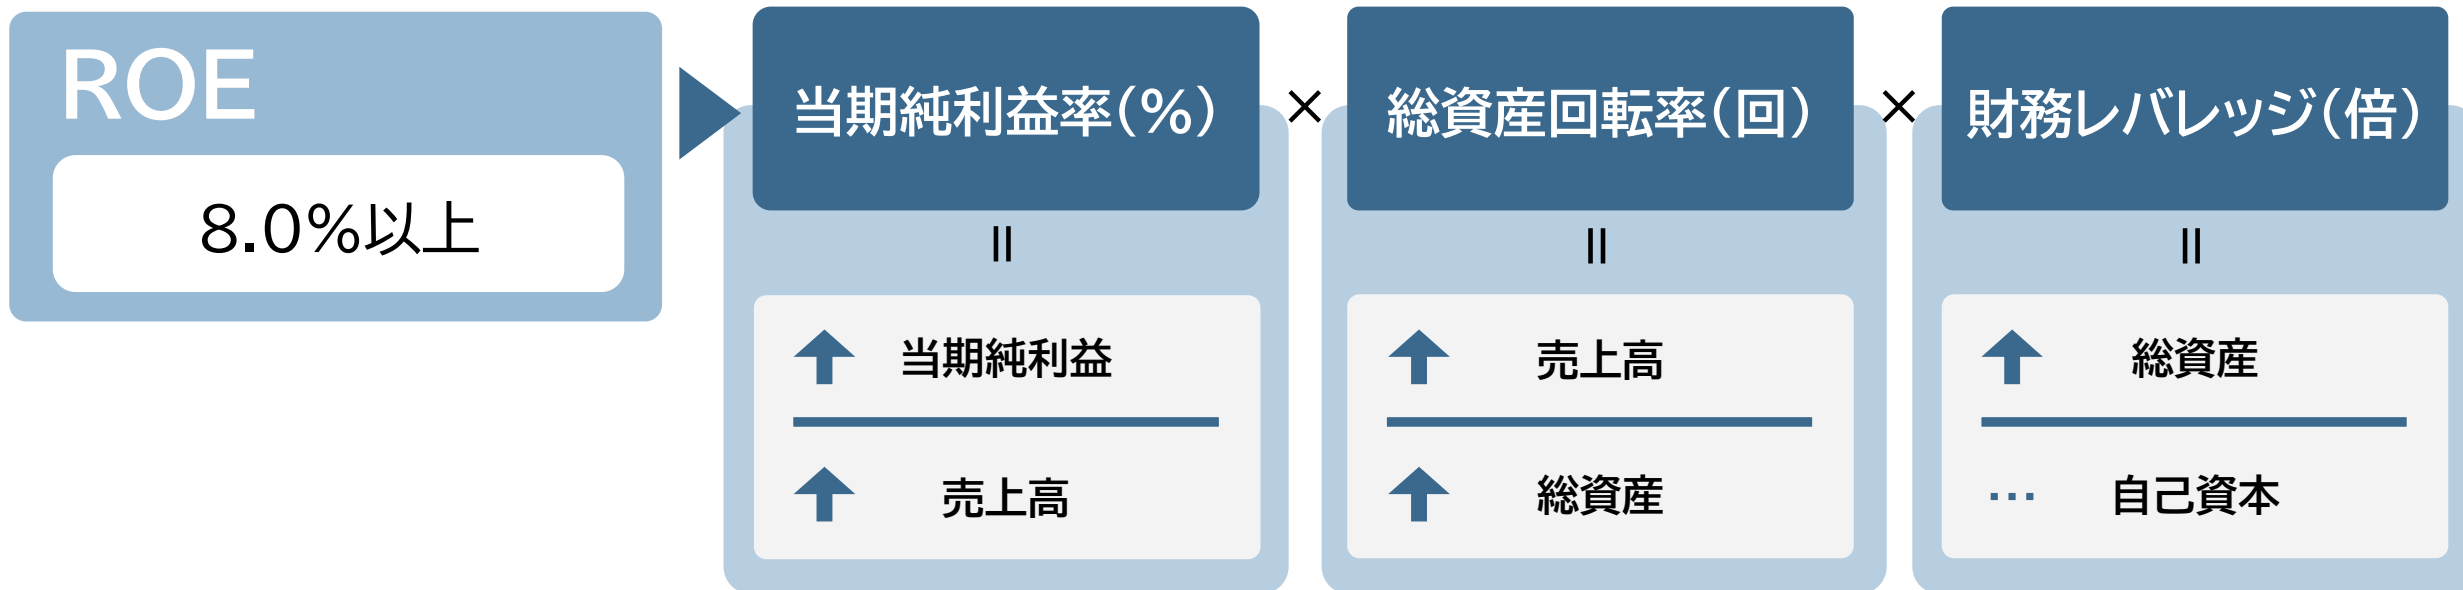 ROE
8.0%以上
当期純利益率(%)
=
当期純利益
売上高
×
総資産回転率(回)
=
売上高
総資産
×
財務レバレッジ(倍)
=
総資産
… 自己資本